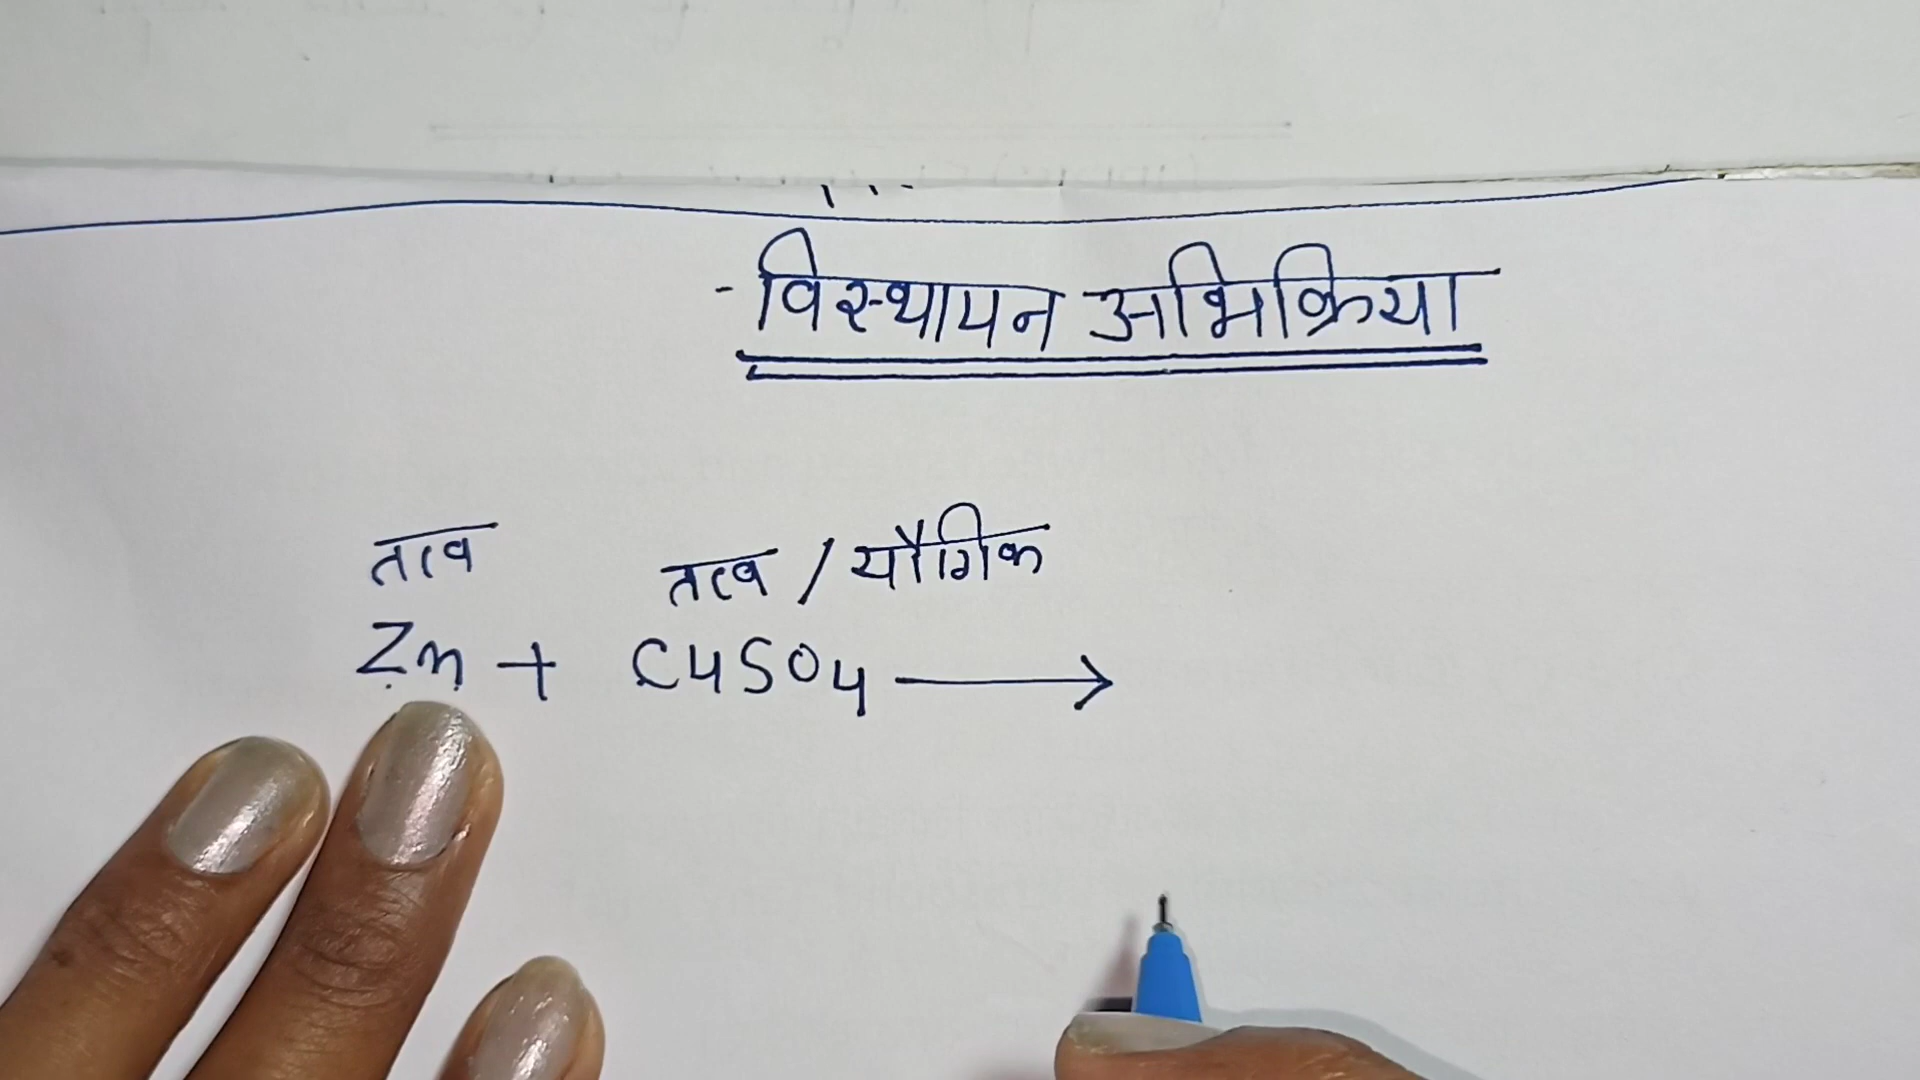 - विस्थापन अभिक्रिया
तत्व तत्व / यौगिक
Zn + CuSO4 ⟶